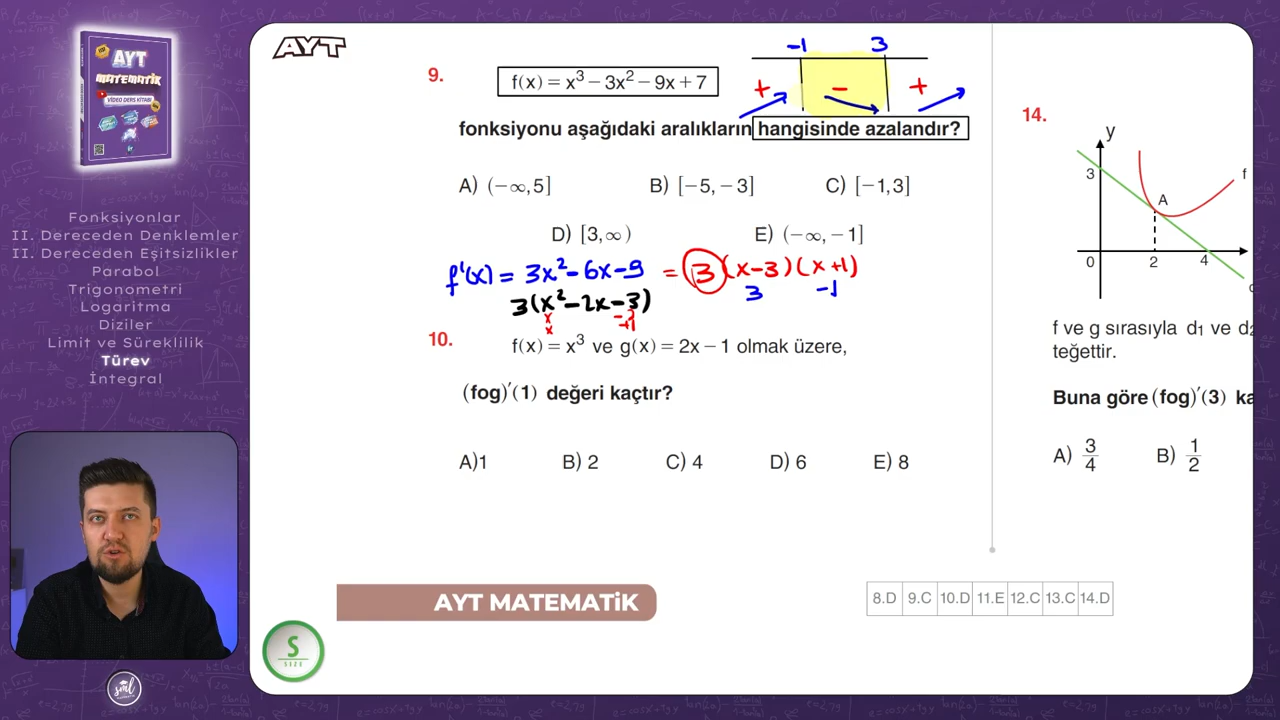 AYT
MATEMATİK
VİDEO DERS KİTABI
Fonksiyonlar
II. Dereceden Denklemler
II. Dereceden Eşitsizlikler
Parabol
Trigonometri
Logaritma
Diziler
Limit ve Süreklilik
Türev
İntegral
sml
AYT
9.
f(x) = x³ − 3x² − 9x + 7
-1 3
+ - +
fonksiyonu aşağıdaki aralıkların hangisinde azalandır?
A) (−∞,5] B) [−5, −3] C) [−1,3]
D) [3,∞) E) (−∞, −1]
f'(x) = 3x² - 6x - 9 = 3 (x-3)(x+1)
3 -1
3(x² - 2x - 3)
x -3
x +1
10. f(x) = x³ ve g(x) = 2x − 1 olmak üzere,
(fog)′(1) değeri kaçtır?
A)1 B) 2 C) 4 D) 6 E) 8
AYT MATEMATİK
8.D 9.C 10.D 11.E 12.C 13.C 14.D
S
SIZE
14.
y
3
A
f
0 2 4
f ve g sırasıyla d₁ ve d₂
teğettir.
Buna göre (fog)′(3)
A) 3/4 B) 1/2